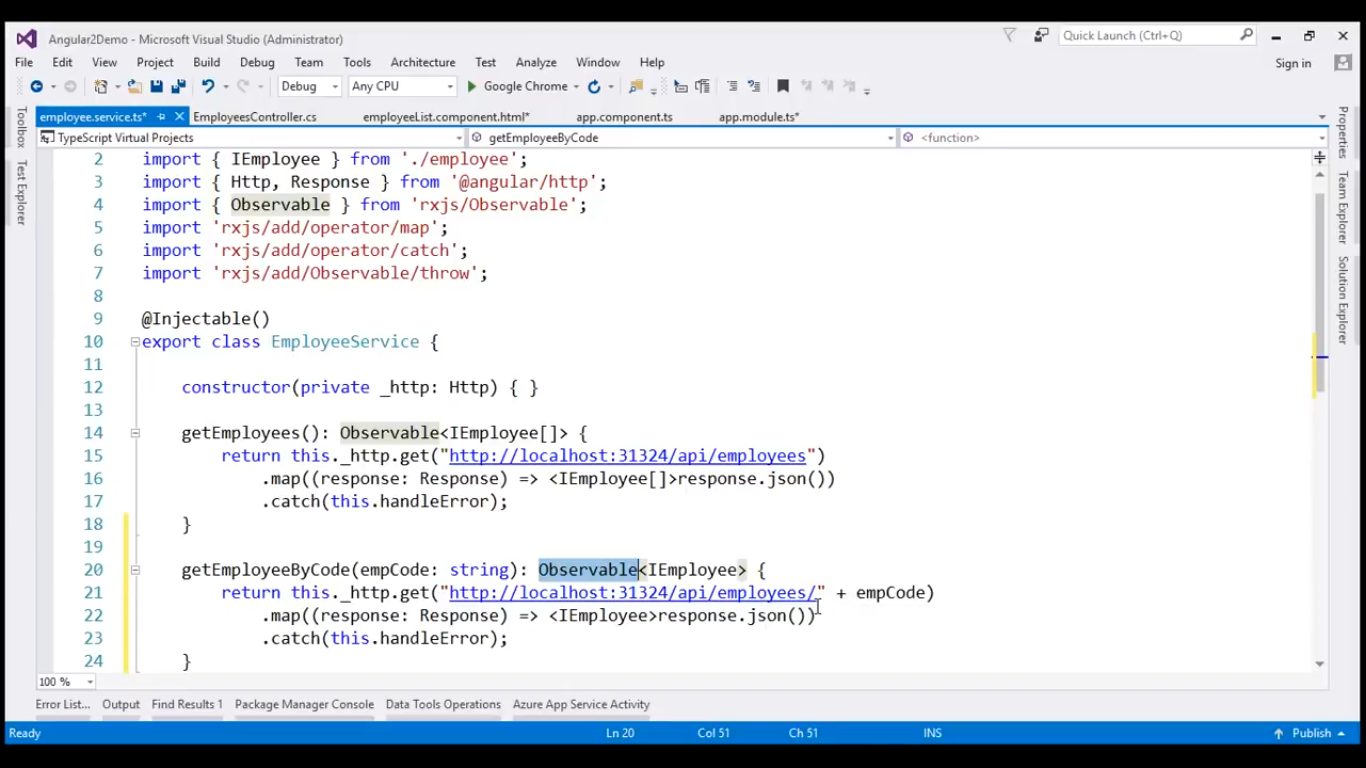 Angular2Demo - Microsoft Visual Studio (Administrator)
Quick Launch (Ctrl+Q)
File Edit View Project Build Debug Team Tools Architecture Test Analyze Window Help
Sign in
Debug Any CPU Google Chrome
employee.service.ts* EmployeesController.cs employeeList.component.html* app.component.ts app.module.ts*
TypeScript Virtual Projects getEmployeeByCode <function>
Toolbox
Test Explorer
Properties
Team Explorer
Solution Explorer
2 import { IEmployee } from './employee';
3 import { Http, Response } from '@angular/http';
4 import { Observable } from 'rxjs/Observable';
5 import 'rxjs/add/operator/map';
6 import 'rxjs/add/operator/catch';
7 import 'rxjs/add/Observable/throw';
8
9 @Injectable()
10 export class EmployeeService {
11
12 constructor(private _http: Http) { }
13
14 getEmployees(): Observable<IEmployee[]> {
15 return this._http.get("http://localhost:31324/api/employees")
16 .map((response: Response) => <IEmployee[]>response.json())
17 .catch(this.handleError);
18 }
19
20 getEmployeeByCode(empCode: string): Observable<IEmployee> {
21 return this._http.get("http://localhost:31324/api/employees/" + empCode)
22 .map((response: Response) => <IEmployee>response.json())
23 .catch(this.handleError);
24 }
100 %
Error List... Output Find Results 1 Package Manager Console Data Tools Operations Azure App Service Activity
Ready Ln 20 Col 51 Ch 51 INS Publish